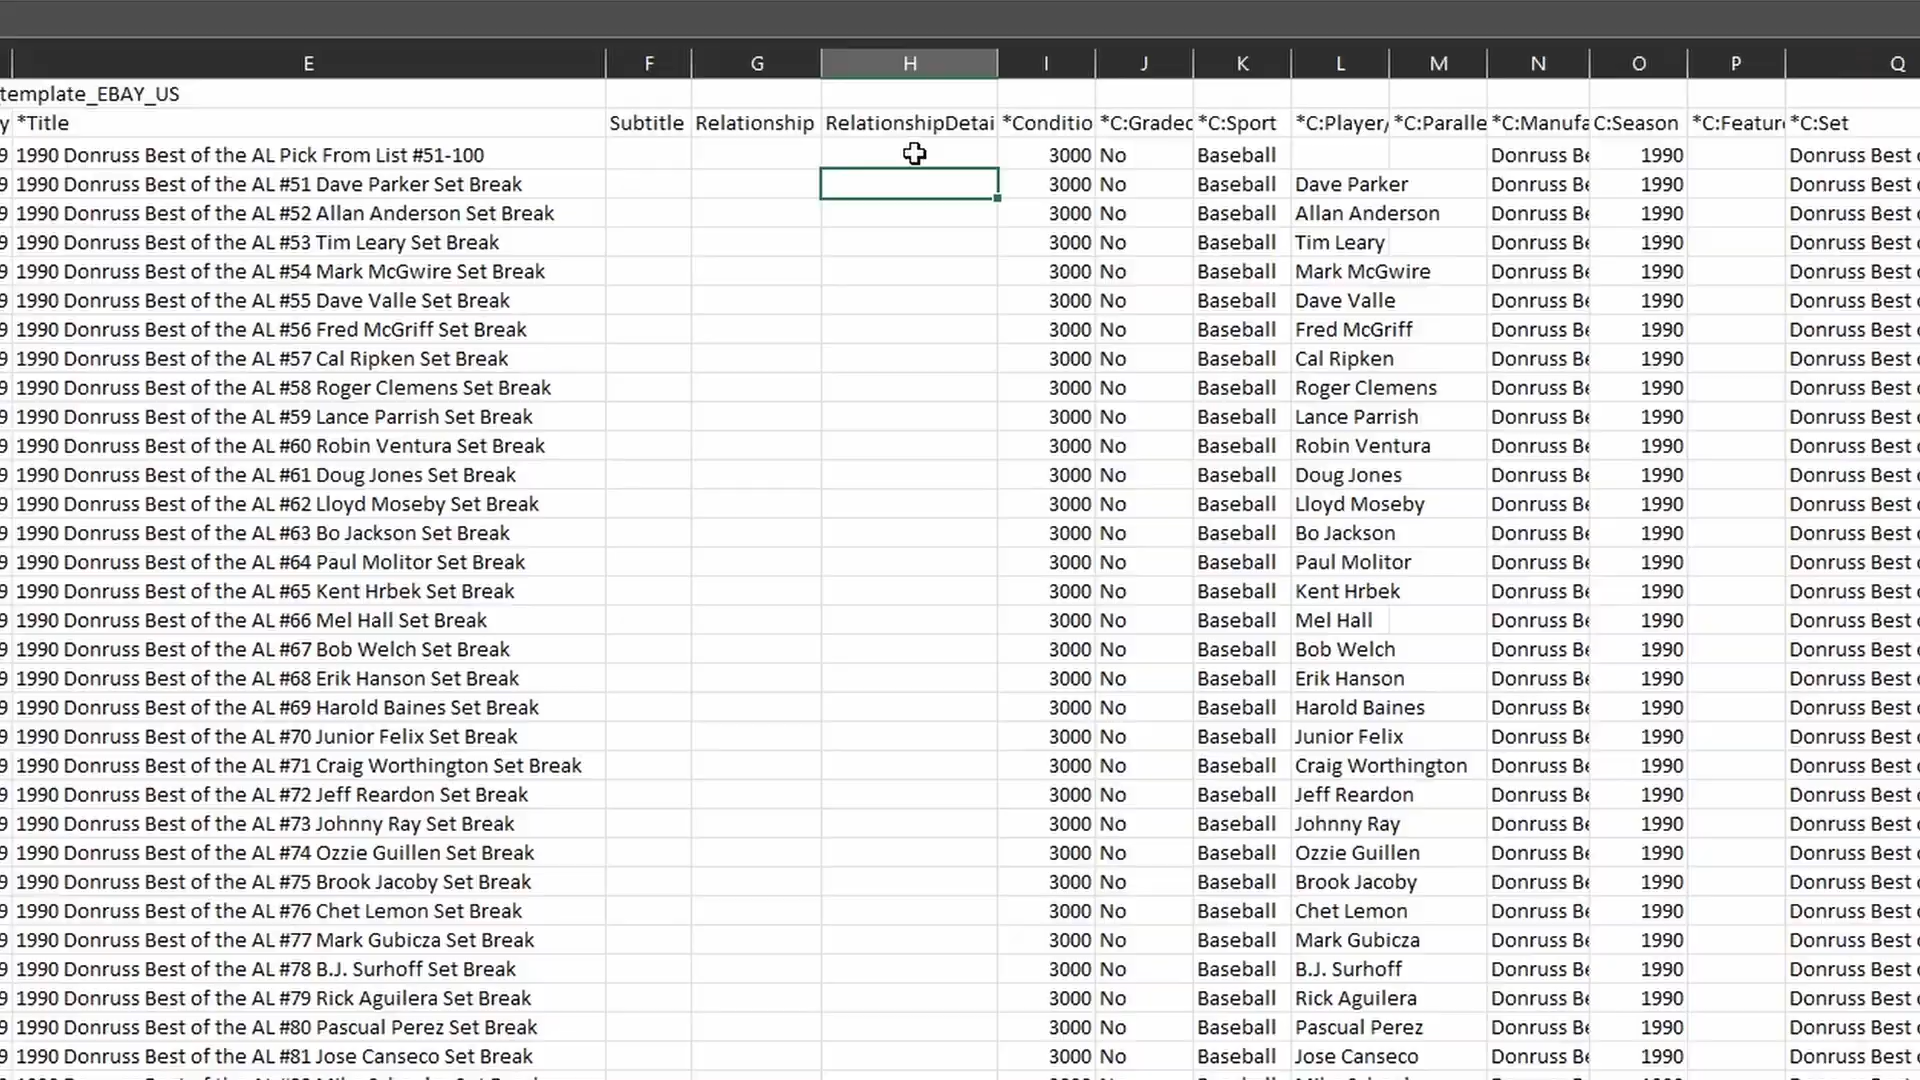 E F G H I J K L M N O P Q
template_EBAY_US
y *Title Subtitle Relationship RelationshipDetai *Conditio *C:Graded *C:Sport *C:Player/ *C:Paralle *C:Manufa C:Season *C:Featur *C:Set
9 1990 Donruss Best of the AL Pick From List #51-100 3000 No Baseball Donruss Be 1990 Donruss Best o
9 1990 Donruss Best of the AL #51 Dave Parker Set Break 3000 No Baseball Dave Parker Donruss Be 1990 Donruss Best o
9 1990 Donruss Best of the AL #52 Allan Anderson Set Break 3000 No Baseball Allan Anderson Donruss Be 1990 Donruss Best o
9 1990 Donruss Best of the AL #53 Tim Leary Set Break 3000 No Baseball Tim Leary Donruss Be 1990 Donruss Best o
9 1990 Donruss Best of the AL #54 Mark McGwire Set Break 3000 No Baseball Mark McGwire Donruss Be 1990 Donruss Best o
9 1990 Donruss Best of the AL #55 Dave Valle Set Break 3000 No Baseball Dave Valle Donruss Be 1990 Donruss Best o
9 1990 Donruss Best of the AL #56 Fred McGriff Set Break 3000 No Baseball Fred McGriff Donruss Be 1990 Donruss Best o
9 1990 Donruss Best of the AL #57 Cal Ripken Set Break 3000 No Baseball Cal Ripken Donruss Be 1990 Donruss Best o
9 1990 Donruss Best of the AL #58 Roger Clemens Set Break 3000 No Baseball Roger Clemens Donruss Be 1990 Donruss Best o
9 1990 Donruss Best of the AL #59 Lance Parrish Set Break 3000 No Baseball Lance Parrish Donruss Be 1990 Donruss Best o
9 1990 Donruss Best of the AL #60 Robin Ventura Set Break 3000 No Baseball Robin Ventura Donruss Be 1990 Donruss Best o
9 1990 Donruss Best of the AL #61 Doug Jones Set Break 3000 No Baseball Doug Jones Donruss Be 1990 Donruss Best o
9 1990 Donruss Best of the AL #62 Lloyd Moseby Set Break 3000 No Baseball Lloyd Moseby Donruss Be 1990 Donruss Best o
9 1990 Donruss Best of the AL #63 Bo Jackson Set Break 3000 No Baseball Bo Jackson Donruss Be 1990 Donruss Best o
9 1990 Donruss Best of the AL #64 Paul Molitor Set Break 3000 No Baseball Paul Molitor Donruss Be 1990 Donruss Best o
9 1990 Donruss Best of the AL #65 Kent Hrbek Set Break 3000 No Baseball Kent Hrbek Donruss Be 1990 Donruss Best o
9 1990 Donruss Best of the AL #66 Mel Hall Set Break 3000 No Baseball Mel Hall Donruss Be 1990 Donruss Best o
9 1990 Donruss Best of the AL #67 Bob Welch Set Break 3000 No Baseball Bob Welch Donruss Be 1990 Donruss Best o
9 1990 Donruss Best of the AL #68 Erik Hanson Set Break 3000 No Baseball Erik Hanson Donruss Be 1990 Donruss Best o
9 1990 Donruss Best of the AL #69 Harold Baines Set Break 3000 No Baseball Harold Baines Donruss Be 1990 Donruss Best o
9 1990 Donruss Best of the AL #70 Junior Felix Set Break 3000 No Baseball Junior Felix Donruss Be 1990 Donruss Best o
9 1990 Donruss Best of the AL #71 Craig Worthington Set Break 3000 No Baseball Craig Worthington Donruss Be 1990 Donruss Best o
9 1990 Donruss Best of the AL #72 Jeff Reardon Set Break 3000 No Baseball Jeff Reardon Donruss Be 1990 Donruss Best o
9 1990 Donruss Best of the AL #73 Johnny Ray Set Break 3000 No Baseball Johnny Ray Donruss Be 1990 Donruss Best o
9 1990 Donruss Best of the AL #74 Ozzie Guillen Set Break 3000 No Baseball Ozzie Guillen Donruss Be 1990 Donruss Best o
9 1990 Donruss Best of the AL #75 Brook Jacoby Set Break 3000 No Baseball Brook Jacoby Donruss Be 1990 Donruss Best o
9 1990 Donruss Best of the AL #76 Chet Lemon Set Break 3000 No Baseball Chet Lemon Donruss Be 1990 Donruss Best o
9 1990 Donruss Best of the AL #77 Mark Gubicza Set Break 3000 No Baseball Mark Gubicza Donruss Be 1990 Donruss Best o
9 1990 Donruss Best of the AL #78 B.J. Surhoff Set Break 3000 No Baseball B.J. Surhoff Donruss Be 1990 Donruss Best o
9 1990 Donruss Best of the AL #79 Rick Aguilera Set Break 3000 No Baseball Rick Aguilera Donruss Be 1990 Donruss Best o
9 1990 Donruss Best of the AL #80 Pascual Perez Set Break 3000 No Baseball Pascual Perez Donruss Be 1990 Donruss Best o
9 1990 Donruss Best of the AL #81 Jose Canseco Set Break 3000 No Baseball Jose Canseco Donruss Be 1990 Donruss Best o